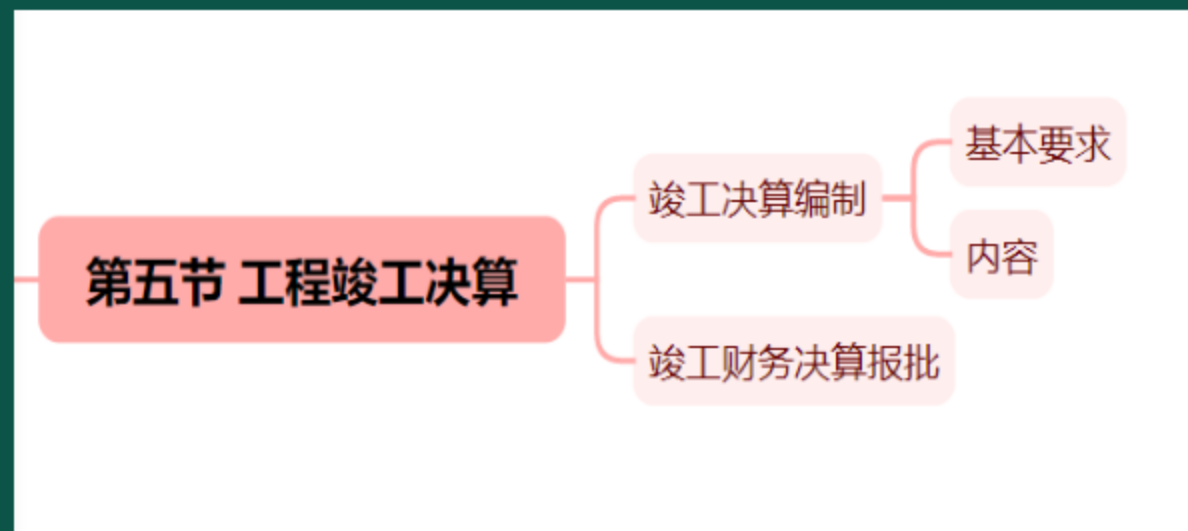 第五节 工程竣工决算
竣工决算编制
基本要求
内容
竣工财务决算报批